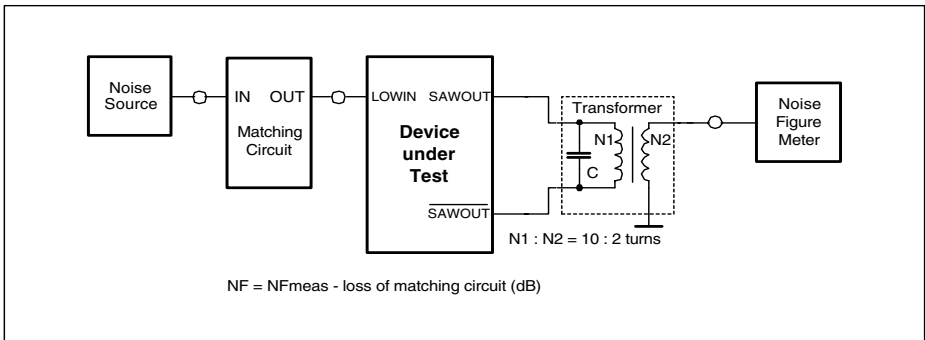 Noise
Source
IN OUT
Matching
Circuit
LOWIN SAWOUT
Device
under
Test
SAWOUT
Transformer
N1 N2
C
Noise
Figure
Meter
N1 : N2 = 10 : 2 turns
NF = NFmeas - loss of matching circuit (dB)